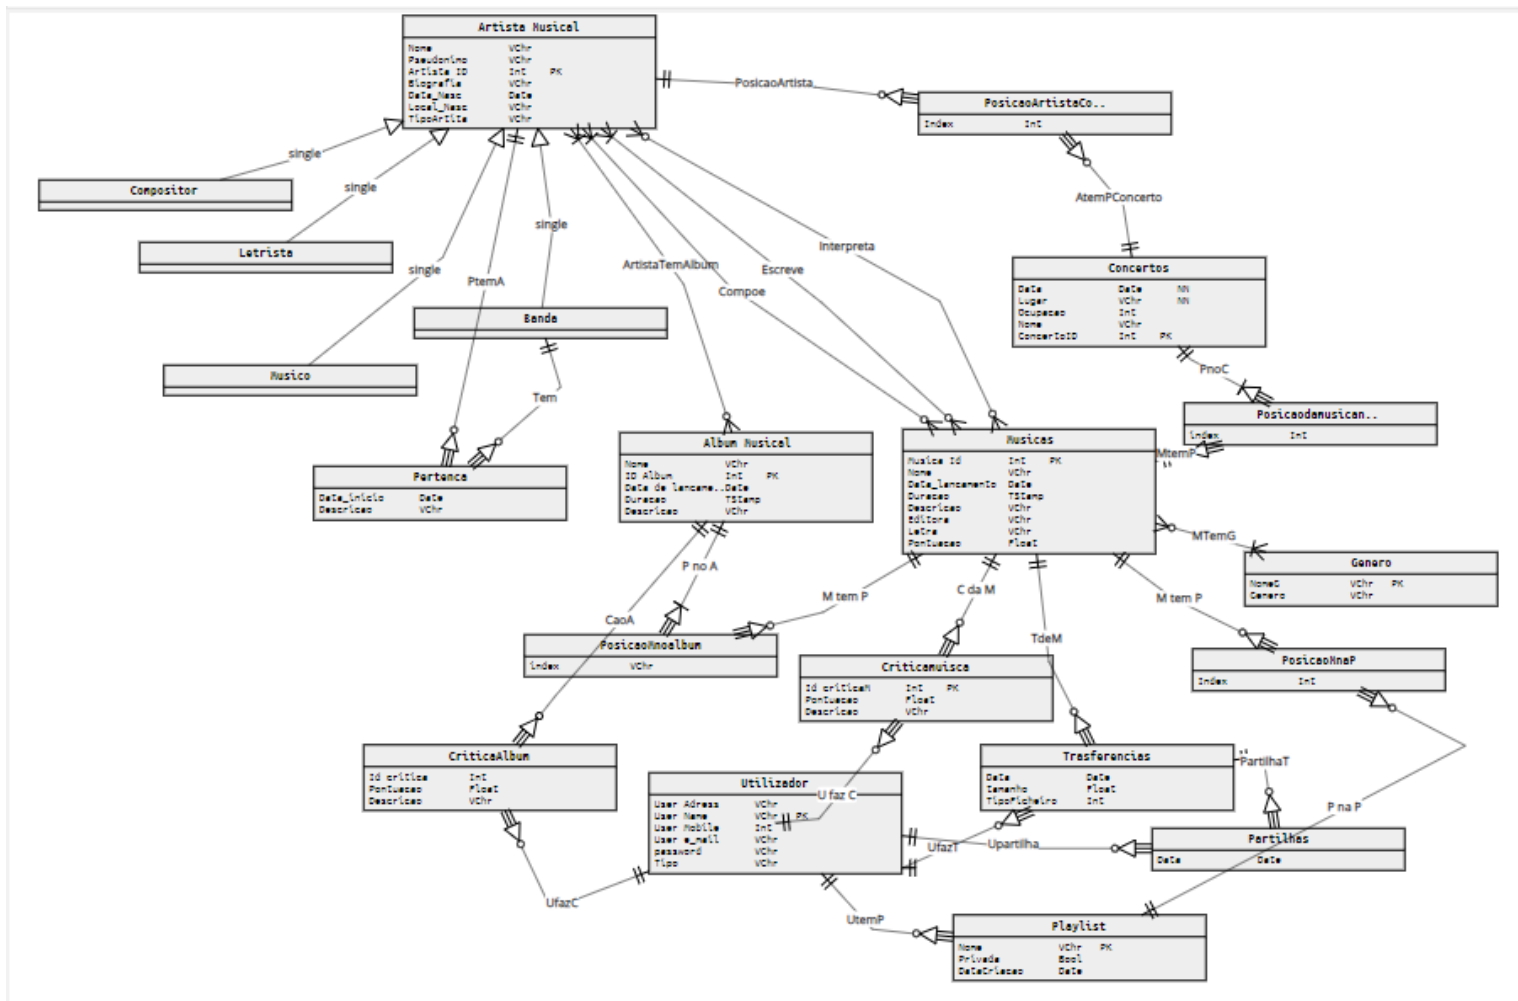 Artista Musical
Nome VChr
Pseudonimo VChr
Artista ID Int PK
Biografia VChr
Data_Nasc Date
Local_Nasc VChr
TipoArtita VChr
PosicaoArtista
PosicaoArtistaCo..
Index Int
single
Compositor
single
Letrista
single
PtemA
single
ArtistaTemAlbum
Compoe
Escreve
Interpreta
AtemPConcerto
Concertos
Data Date NN
Lugar VChr NN
Ocupacao Int
Nome VChr
ConcertoID Int PK
Banda
Musico
Tem
PnoC
Posicaodamusican..
index Int
MtemP
Pertenca
Data_inicio Date
Descricao VChr
Album Musical
Nome VChr
ID Album Int PK
Data de lancame.. Date
Duracao TStamp
Descricao VChr
Musicas
Musica Id Int PK
Nome VChr
Data_lancamento Date
Duracao TStamp
Descricao VChr
Editora VChr
Letra VChr
Pontuacao Float
MTemG
Genero
NomeG VChr PK
Genero VChr
P no A
CaoA
M tem P
C da M
TdeM
M tem P
PosicaoMnoalbum
index VChr
Criticamuisca
Id criticaM Int PK
Pontuacao Float
Descricao VChr
PosicaoMnaP
Index Int
CriticaAlbum
Id critica Int
Pontuacao Float
Descricao VChr
Utilizador
User Adress VChr
User Name VChr PK
User Mobile Int
User e_mail VChr
password VChr
Tipo VChr
U faz C
Trasferencias
Data Date
tamanho Float
TipoFicheiro Int
PartilhaT
P na P
Partilhas
Data Date
Upartilha
UfazT
UfazC
UtemP
Playlist
Nome VChr PK
Privada Bool
DataCriacao Date